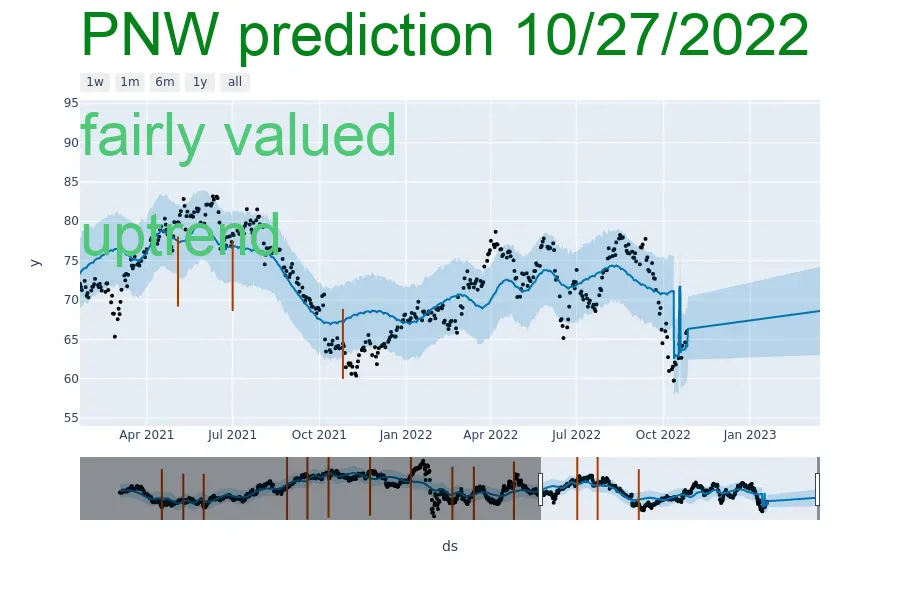 PNW prediction 10/27/2022
1w 1m 6m 1y all
95
fairly valued
90
85
80
uptrend
75
y
70
65
60
55
Apr 2021 Jul 2021 Oct 2021 Jan 2022 Apr 2022 Jul 2022 Oct 2022 Jan 2023
ds